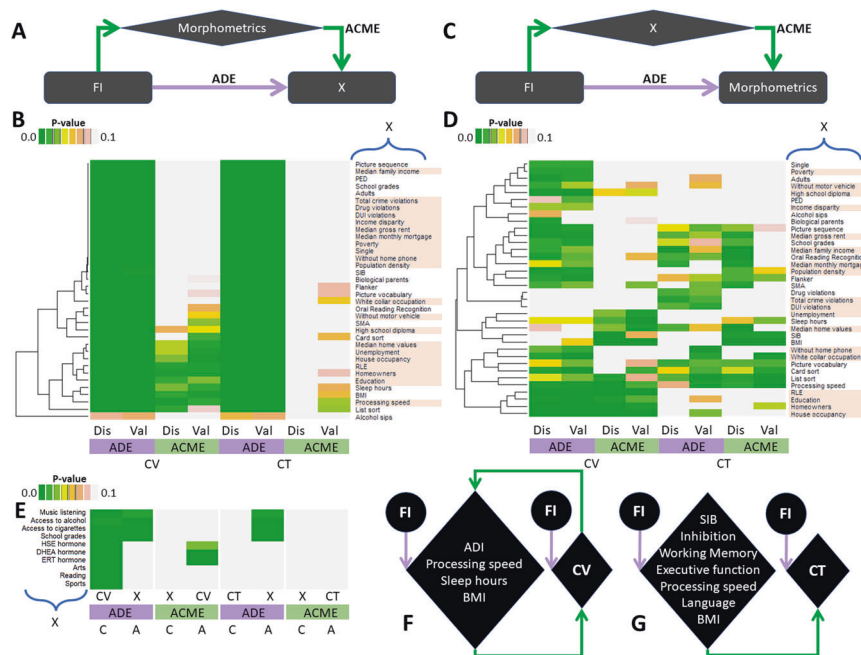 A
Morphometrics
ACME
FI
ADE
X
C
X
ACME
FI
ADE
Morphometrics
B
P-value
0.0
0.1
X
Picture sequence
Median family income
PED
School grades
Adults
Total crime violations
Drug violations
DUI violations
Income disparity
Median gross rent
Median monthly mortgage
Poverty
Single
Without home phone
Population density
SIB
Biological parents
Flanker
Picture vocabulary
White collar occupation
Oral Reading Recognition
Without motor vehicle
SMA
High school diploma
Card sort
Median home values
Unemployment
House occupancy
RLE
Homeowners
Education
Sleep hours
BMI
Processing speed
List sort
Alcohol sips
Dis Val Dis Val Dis Val Dis Val
ADE ACME ADE ACME
CV CT
D
P-value
0.0
0.1
X
Single
Poverty
Adults
Without motor vehicle
High school diploma
PED
Income disparity
Alcohol sips
Biological parents
Picture sequence
Median gross rent
School grades
Median family income
Oral Reading Recognition
Median monthly mortgage
Population density
Flanker
SMA
Drug violations
Total crime violations
DUI violations
Unemployment
Sleep hours
Median home values
SIB
BMI
Without home phone
White collar occupation
Picture vocabulary
Card sort
List sort
Processing speed
RLE
Education
Homeowners
House occupancy
Dis Val Dis Val Dis Val Dis Val
ADE ACME ADE ACME
CV CT
E
P-value
0.0
0.1
Music listening
Access to alcohol
Access to cigarettes
School grades
HSE hormone
DHEA hormone
ERT hormone
Arts
Reading
Sports
X
CV X X CV CT X X CT
ADE ACME ADE ACME
C A C A C A C A
FI
ADI
Processing speed
Sleep hours
BMI
FI
CV
F
FI
SIB
Inhibition
Working Memory
Executive function
Processing speed
Language
BMI
FI
CT
G